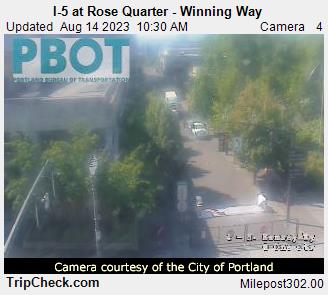 I-5 at Rose Quarter - Winning Way
Updated Aug 14 2023 10:30 AM Camera 4
PBOT
PORTLAND BUREAU OF TRANSPORTATION
Camera courtesy of the City of Portland
TripCheck.com Milepost302.00